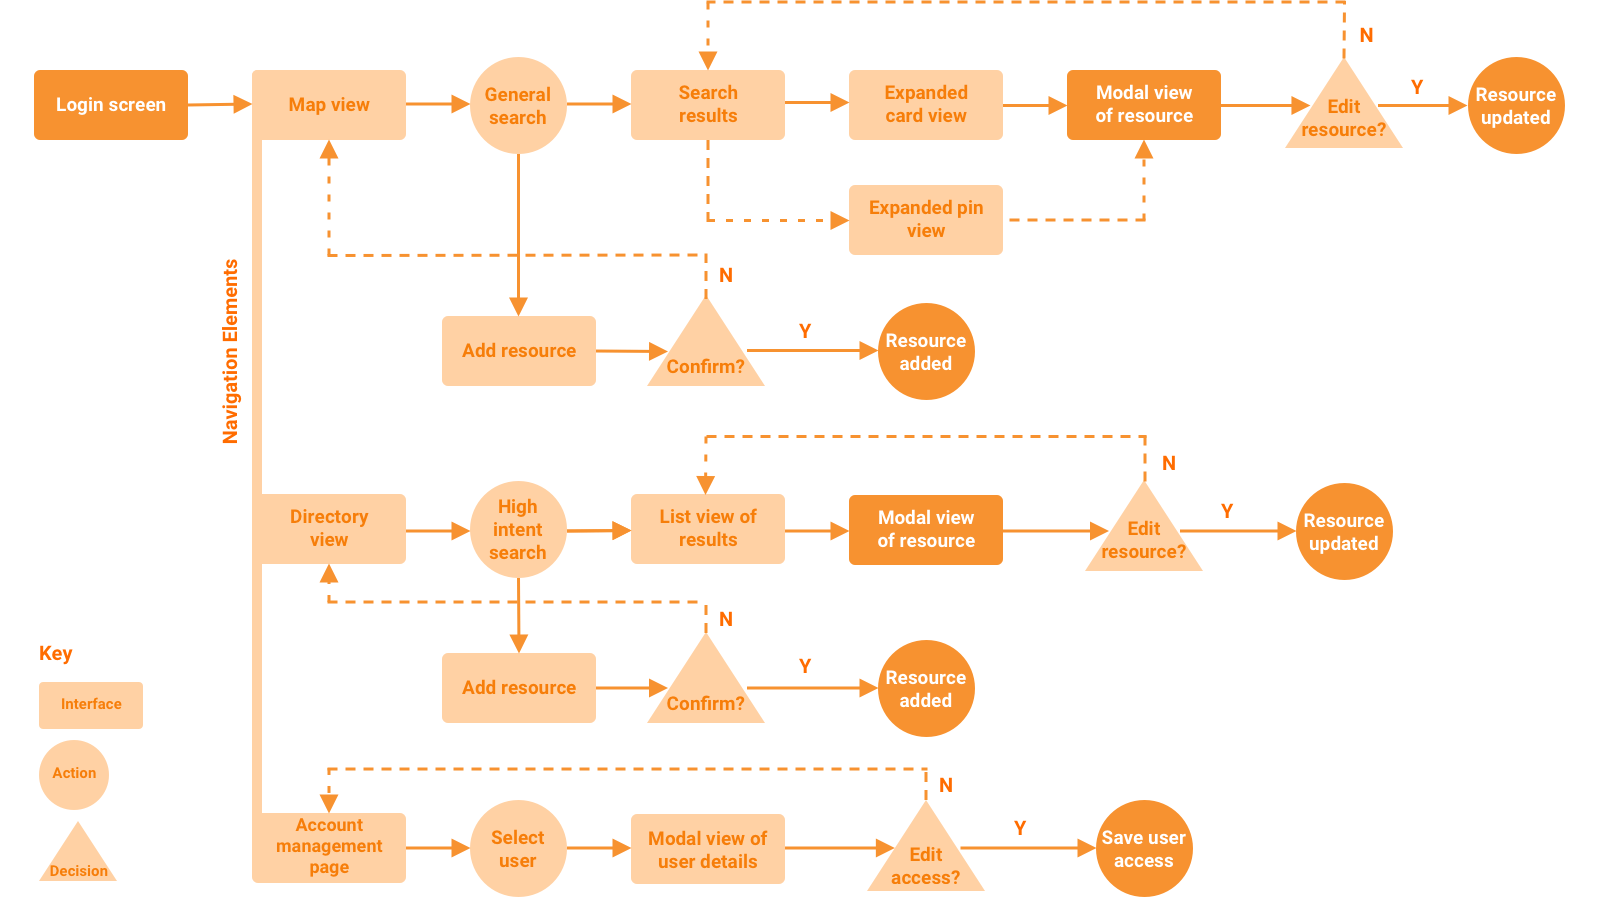 N
Login screen
Map view
General
search
Search
results
Expanded
card view
Modal view
of resource
Edit
resource?
Y
Resource
updated
Expanded pin
view
Navigation Elements
N
Add resource
Confirm?
Y
Resource
added
N
Directory
view
High
intent
search
List view of
results
Modal view
of resource
Edit
resource?
Y
Resource
updated
N
Add resource
Confirm?
Y
Resource
added
Key
Interface
Action
Decision
N
Account
management
page
Select
user
Modal view of
user details
Edit
access?
Y
Save user
access